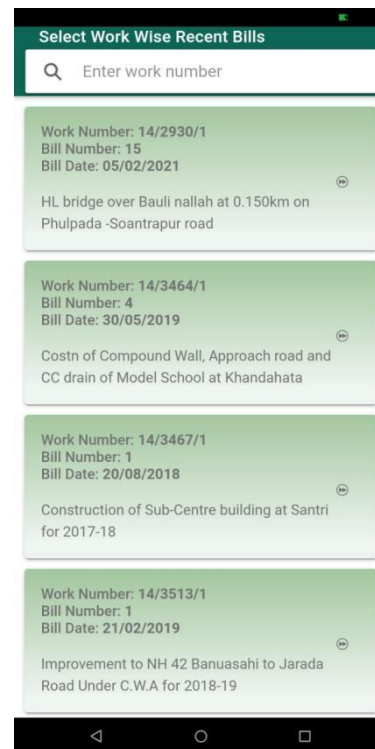 Select Work Wise Recent Bills
Enter work number
Work Number: 14/2930/1
Bill Number: 15
Bill Date: 05/02/2021
HL bridge over Bauli nallah at 0.150km on
Phulpada -Soantrapur road
Work Number: 14/3464/1
Bill Number: 4
Bill Date: 30/05/2019
Costn of Compound Wall, Approach road and
CC drain of Model School at Khandahata
Work Number: 14/3467/1
Bill Number: 1
Bill Date: 20/08/2018
Construction of Sub-Centre building at Santri
for 2017-18
Work Number: 14/3513/1
Bill Number: 1
Bill Date: 21/02/2019
Improvement to NH 42 Banuasahi to Jarada
Road Under C.W.A for 2018-19